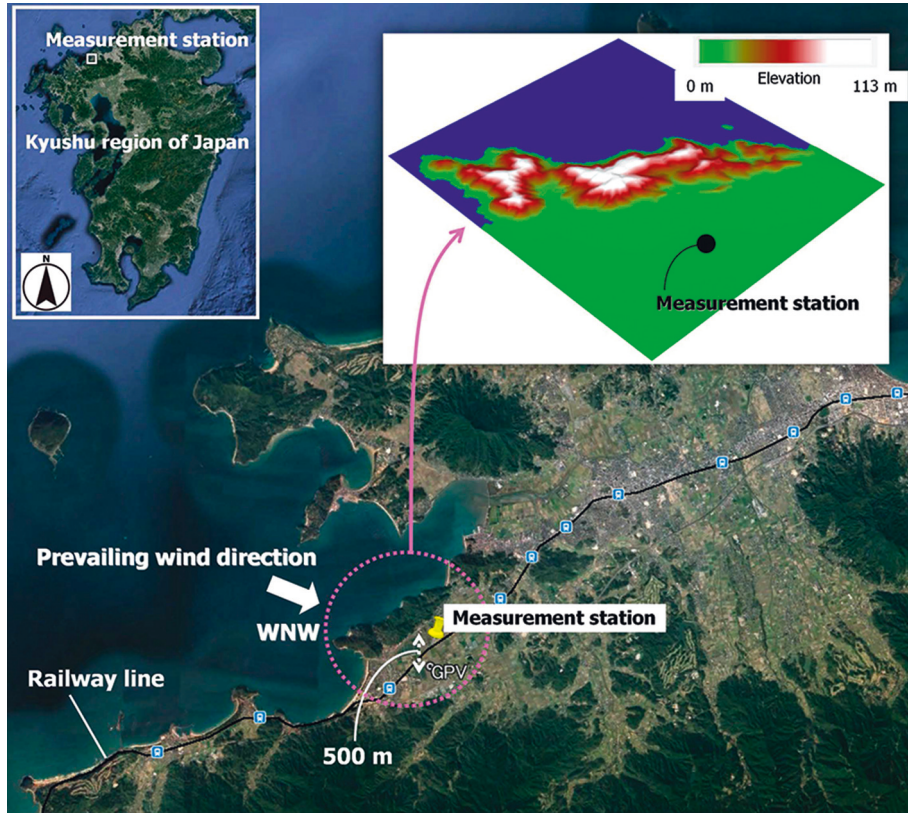 Measurement station
Kyushu region of Japan
N
0 m
Elevation
113 m
Measurement station
Prevailing wind direction
WNW
Measurement station
GPV
Railway line
500 m